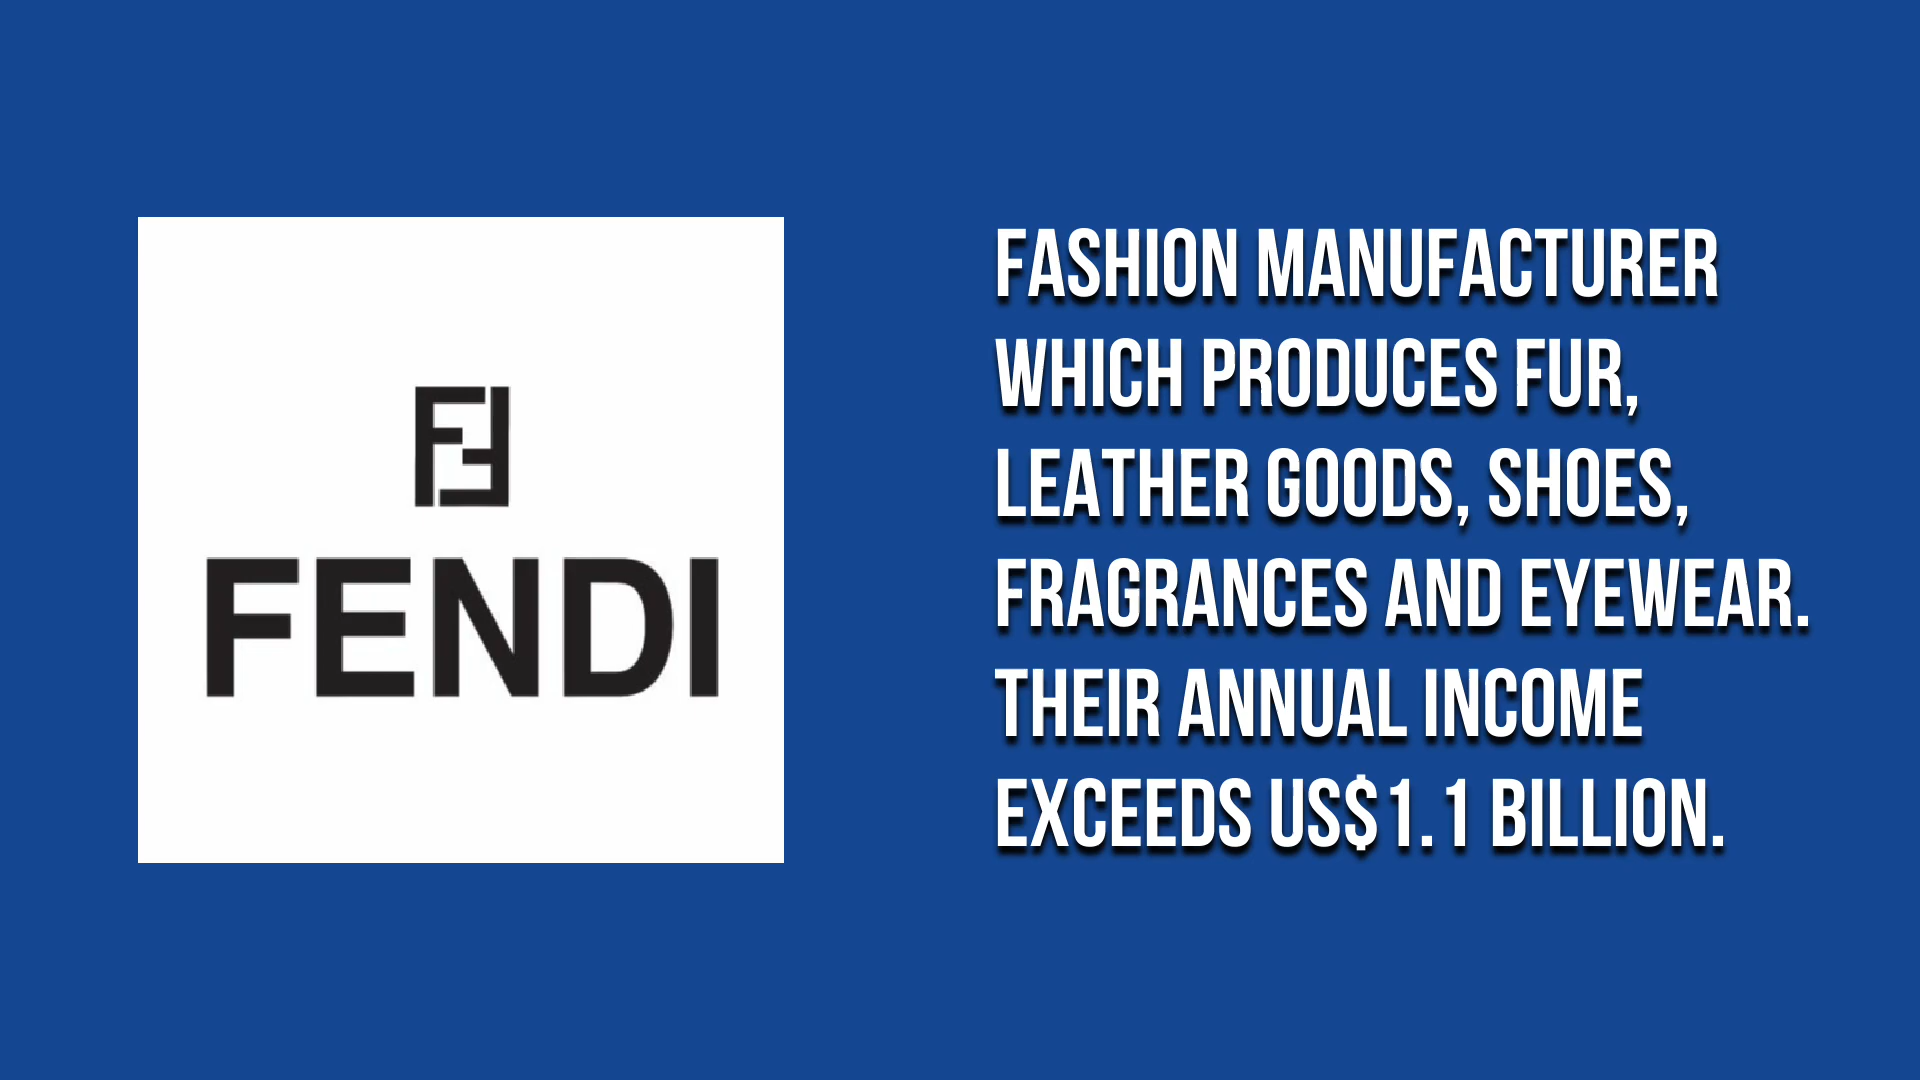 FF
FENDI
FASHION MANUFACTURER
WHICH PRODUCES FUR,
LEATHER GOODS, SHOES,
FRAGRANCES AND EYEWEAR.
THEIR ANNUAL INCOME
EXCEEDS US$1.1 BILLION.